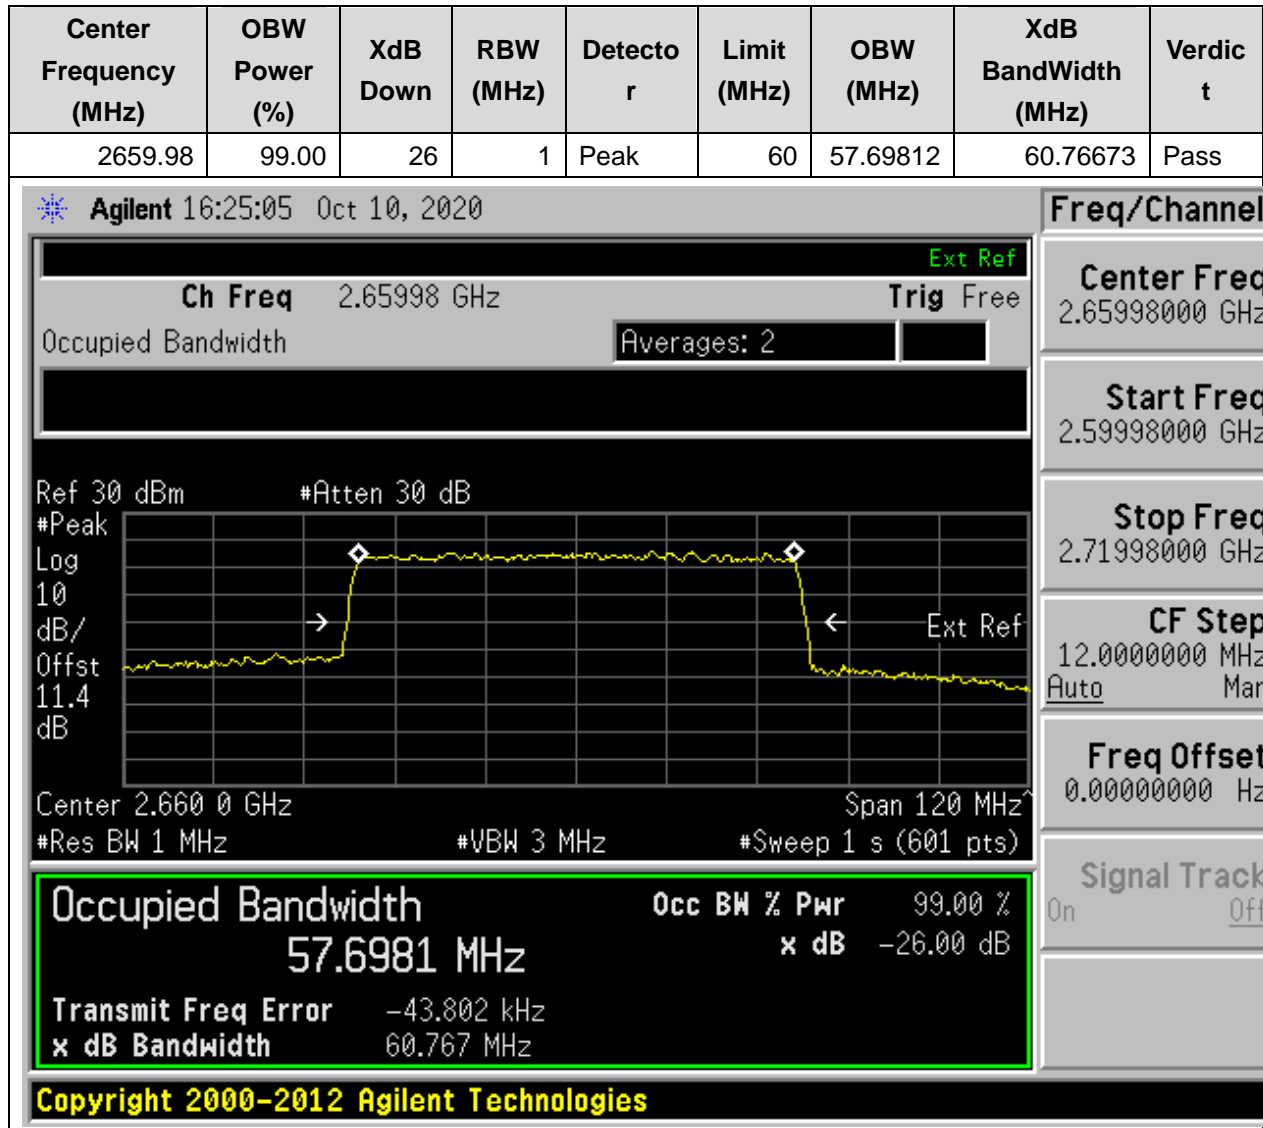 Center Frequency (MHz) OBW Power (%) XdB Down RBW (MHz) Detecto r Limit (MHz) OBW (MHz) XdB BandWidth (MHz) Verdic t
2659.98 99.00 26 1 Peak 60 57.69812 60.76673 Pass
Agilent 16:25:05 Oct 10, 2020
Freq/Channel
Ext Ref
Ch Freq 2.65998 GHz Trig Free
Occupied Bandwidth Averages: 2
Ref 30 dBm #Atten 30 dB
#Peak
Log
10
dB/
Offst
11.4
dB
Ext Ref
Center 2.660 0 GHz Span 120 MHz^
#Res BW 1 MHz #VBW 3 MHz #Sweep 1 s (601 pts)
Occupied Bandwidth Occ BW % Pwr 99.00 %
57.6981 MHz x dB -26.00 dB
Transmit Freq Error -43.802 kHz
x dB Bandwidth 60.767 MHz
Center Freq
2.65998000 GHz
Start Freq
2.59998000 GHz
Stop Freq
2.71998000 GHz
CF Step
12.0000000 MHz
Auto Man
Freq Offset
0.00000000 Hz
Signal Track
On Off
Copyright 2000-2012 Agilent Technologies